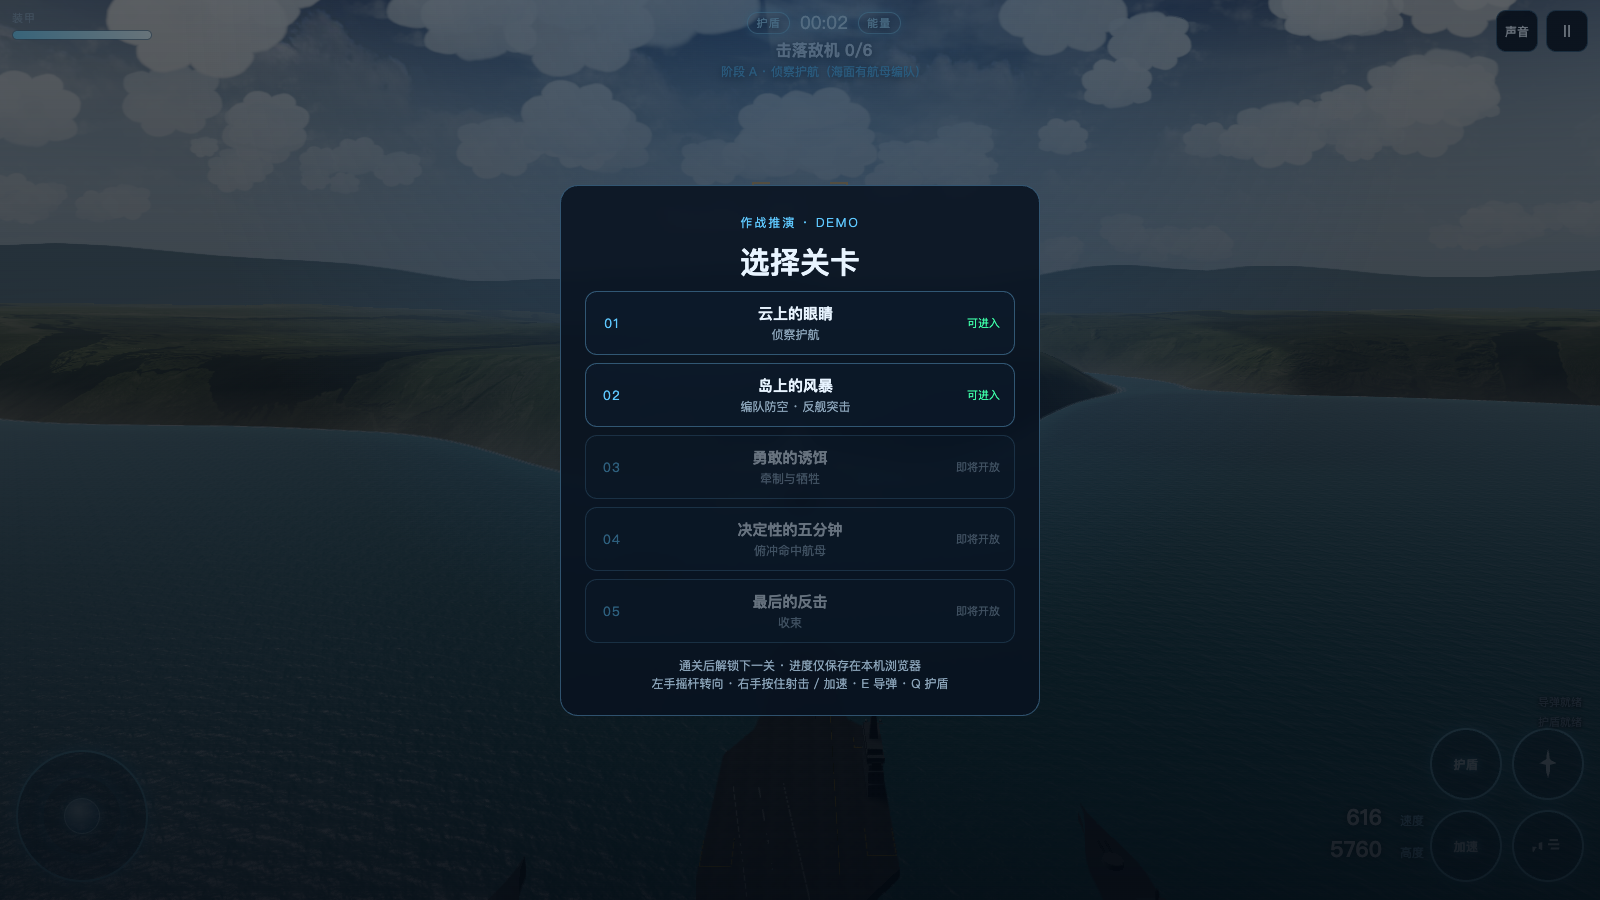 装甲
护盾 00:02 能量
击落敌机 0/6
阶段 A · 侦察护航（海面有航母编队）
声音
作战推演 · DEMO
选择关卡
01 云上的眼睛 可进入
侦察护航
02 岛上的风暴 可进入
编队防空 · 反舰突击
03 勇敢的诱饵 即将开放
牵制与牺牲
04 决定性的五分钟 即将开放
俯冲命中航母
05 最后的反击 即将开放
收束
通关后解锁下一关 · 进度仅保存在本机浏览器
左手摇杆转向 · 右手按住射击 / 加速 · E 导弹 · Q 护盾
导弹就绪
护盾就绪
护盾
616 速度
5760 高度
加速